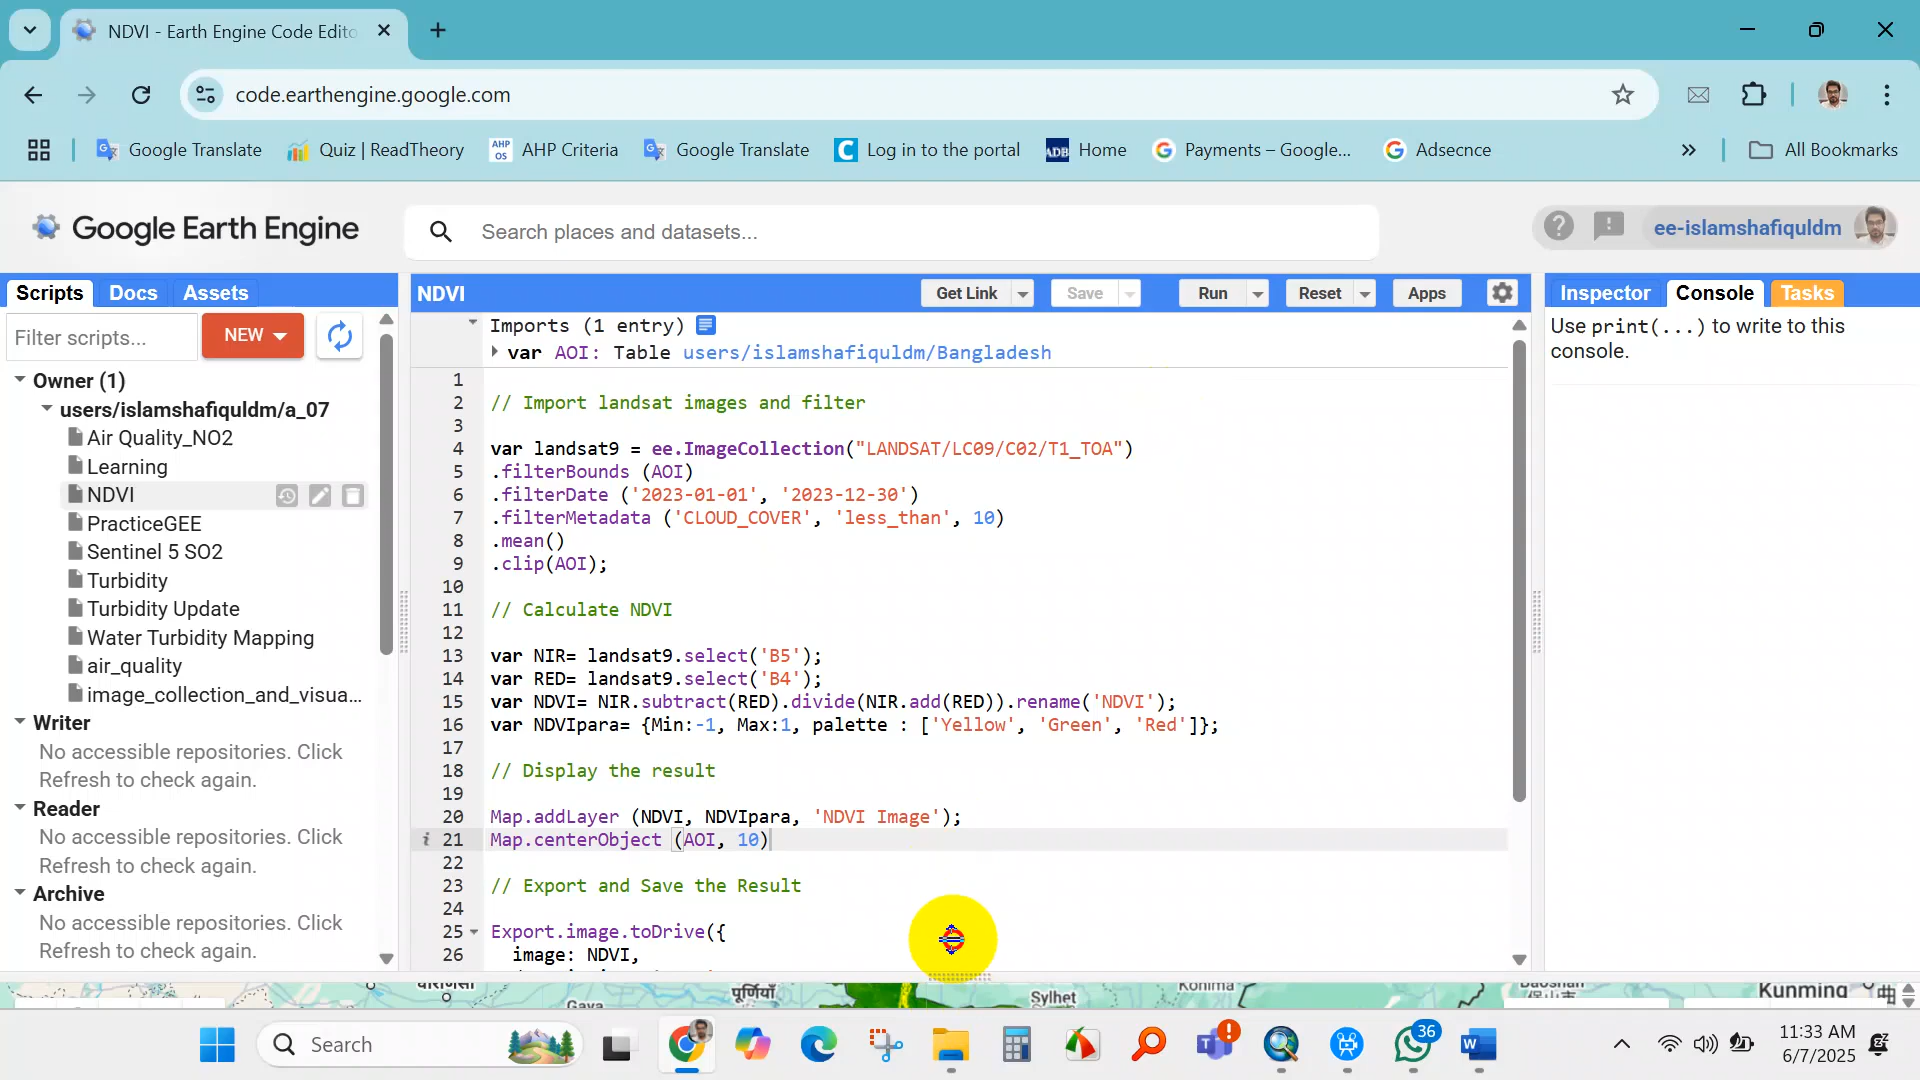 NDVI - Earth Engine Code Edito
code.earthengine.google.com
Google Translate
Quiz | ReadTheory
AHP OS
AHP Criteria
Google Translate
Log in to the portal
ADB
Home
Payments – Google...
Adsecnce
All Bookmarks
Google Earth Engine
Search places and datasets...
ee-islamshafiquldm
Scripts
Docs
Assets
NDVI
Get Link
Save
Run
Reset
Apps
Inspector
Console
Tasks
Filter scripts...
NEW
Owner (1)
users/islamshafiquldm/a_07
Air Quality_NO2
Learning
NDVI
PracticeGEE
Sentinel 5 SO2
Turbidity
Turbidity Update
Water Turbidity Mapping
air_quality
image_collection_and_visua...
Writer
No accessible repositories. Click
Refresh to check again.
Reader
No accessible repositories. Click
Refresh to check again.
Archive
No accessible repositories. Click
Refresh to check again.
Imports (1 entry)
var AOI: Table users/islamshafiquldm/Bangladesh
1
2 // Import landsat images and filter
3
4 var landsat9 = ee.ImageCollection("LANDSAT/LC09/C02/T1_TOA")
5 .filterBounds (AOI)
6 .filterDate ('2023-01-01', '2023-12-30')
7 .filterMetadata ('CLOUD_COVER', 'less_than', 10)
8 .mean()
9 .clip(AOI);
10
11 // Calculate NDVI
12
13 var NIR= landsat9.select('B5');
14 var RED= landsat9.select('B4');
15 var NDVI= NIR.subtract(RED).divide(NIR.add(RED)).rename('NDVI');
16 var NDVIpara= {Min:-1, Max:1, palette : ['Yellow', 'Green', 'Red']};
17
18 // Display the result
19
20 Map.addLayer (NDVI, NDVIpara, 'NDVI Image');
i 21 Map.centerObject (AOI, 10)
22
23 // Export and Save the Result
24
25 Export.image.toDrive({
26 image: NDVI,
Use print(...) to write to this
console.
पूर्णियाँ
Sylhet
Kunming
Search
36
11:33 AM
6/7/2025